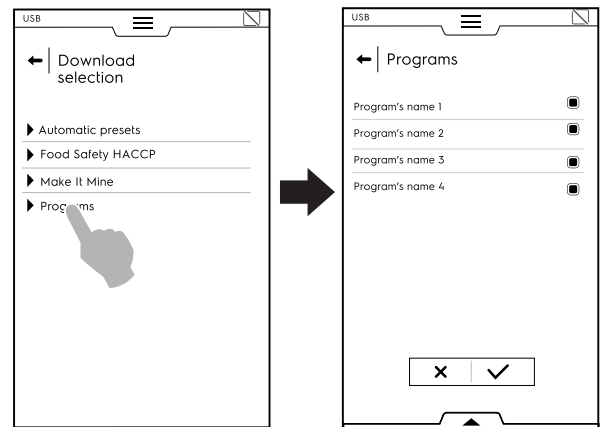 USB
Download
selection
Automatic presets
Food Safety HACCP
Make It Mine
Programs
USB
Programs
Program's name 1
Program's name 2
Program's name 3
Program's name 4